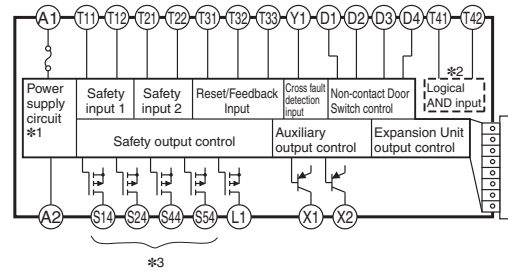 A1 T11 T12 T21 T22 T31 T32 T33 Y1 D1 D2 D3 D4 T41 T42
*2
Power supply circuit *1
Safety input 1
Safety input 2
Reset/Feedback Input
Cross fault detection input
Non-contact Door Switch control
Logical AND input
Safety output control
Auxiliary output control
Expansion Unit output control
A2 S14 S24 S44 S54 L1 X1 X2
*3